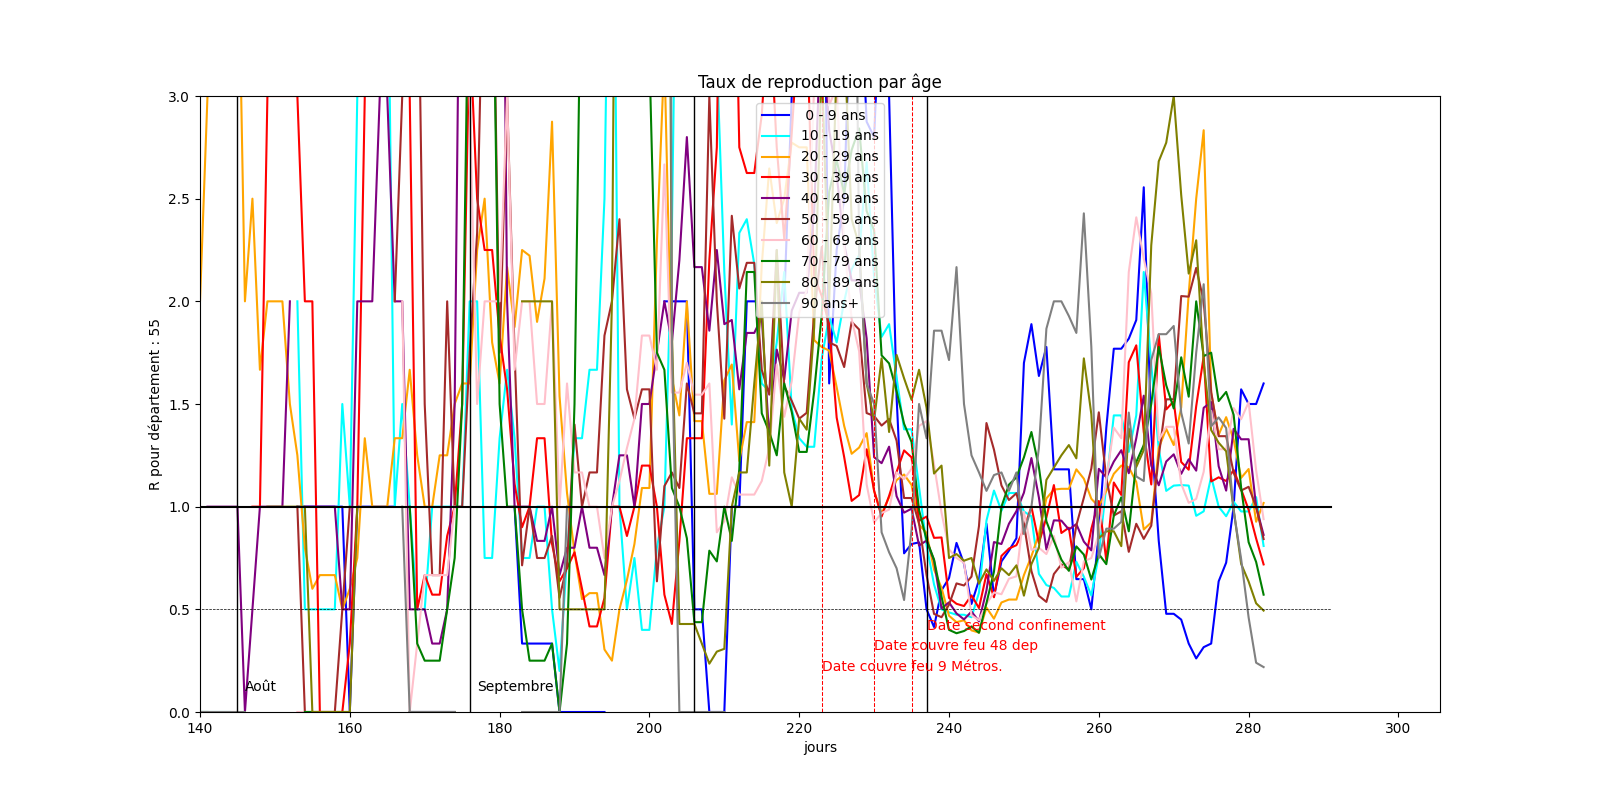 Taux de reproduction par âge
R pour département : 55
3.0
2.5
2.0
1.5
1.0
0.5
0.0
0 - 9 ans
10 - 19 ans
20 - 29 ans
30 - 39 ans
40 - 49 ans
50 - 59 ans
60 - 69 ans
70 - 79 ans
80 - 89 ans
90 ans+
Date second confinement
Date couvre feu 48 dep
Date couvre feu 9 Métros.
Août
Septembre
140 160 180 200 220 240 260 280 300
jours